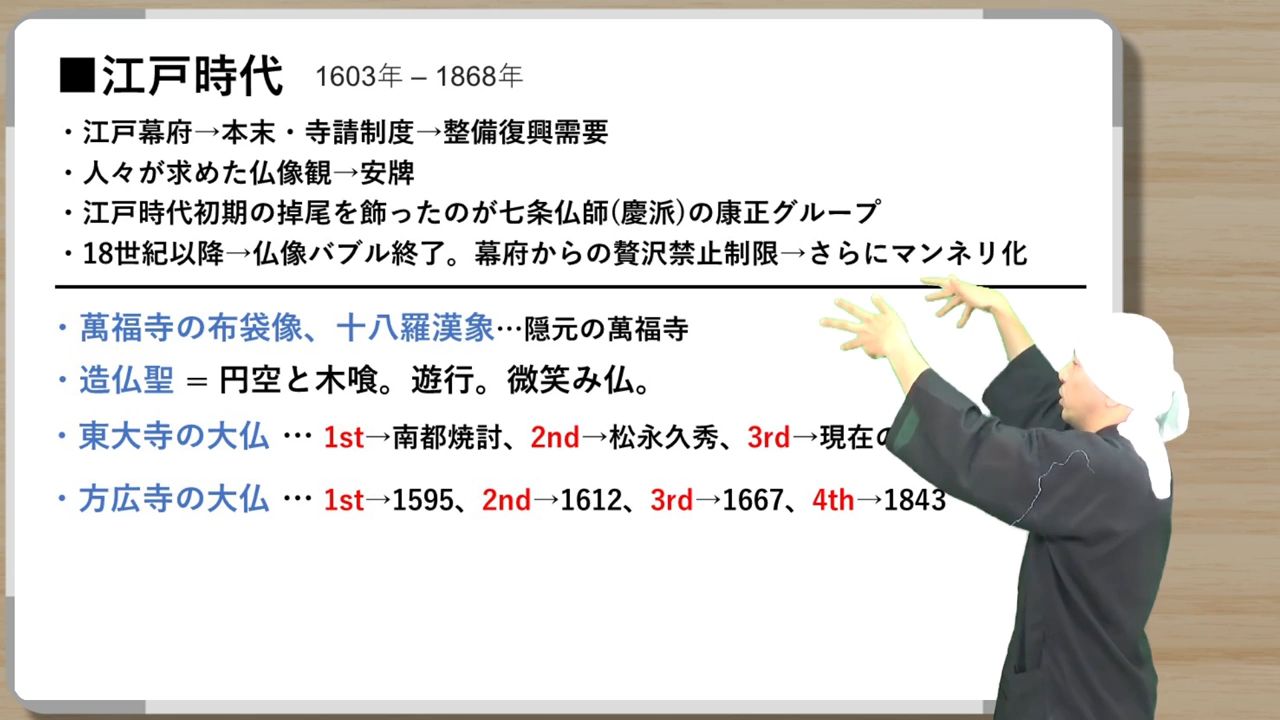 ■江戸時代 1603年 – 1868年
・江戸幕府→本末・寺請制度→整備復興需要
・人々が求めた仏像観→安牌
・江戸時代初期の掉尾を飾ったのが七条仏師(慶派)の康正グループ
・18世紀以降→仏像バブル終了。幕府からの贅沢禁止制限→さらにマンネリ化
・萬福寺の布袋像、十八羅漢象…隠元の萬福寺
・造仏聖 = 円空と木喰。遊行。微笑み仏。
・東大寺の大仏 … 1st→南都焼討、2nd→松永久秀、3rd→現在の
・方広寺の大仏 … 1st→1595、2nd→1612、3rd→1667、4th→1843